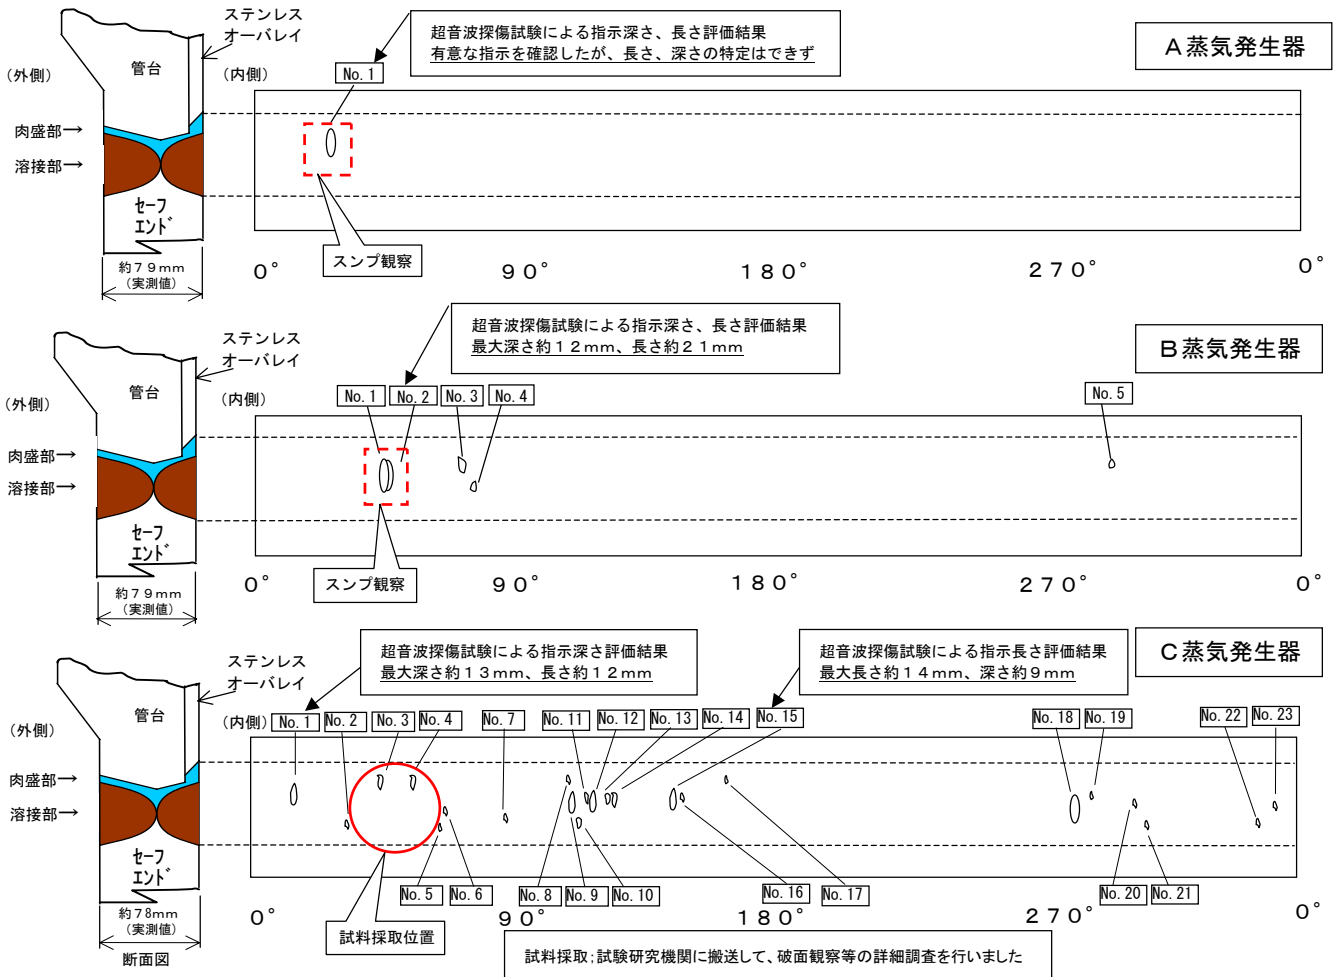 ステンレス
オーバレイ
管台
(外側)
(内側)
肉盛部→
溶接部→
セーフ
エンド
約79mm
(実測値)
超音波探傷試験による指示深さ、長さ評価結果
有意な指示を確認したが、長さ、深さの特定はできず
No. 1
スンプ観察
A蒸気発生器
0°
90°
180°
270°
0°
ステンレス
オーバレイ
管台
(外側)
(内側)
肉盛部→
溶接部→
セーフ
エンド
約79mm
(実測値)
超音波探傷試験による指示深さ、長さ評価結果
最大深さ約12mm、長さ約21mm
No. 1
No. 2
No. 3
No. 4
No. 5
スンプ観察
B蒸気発生器
0°
90°
180°
270°
0°
ステンレス
オーバレイ
管台
(外側)
(内側)
肉盛部→
溶接部→
セーフ
エンド
約78mm
(実測値)
断面図
超音波探傷試験による指示深さ評価結果
最大深さ約13mm、長さ約12mm
超音波探傷試験による指示長さ評価結果
最大長さ約14mm、深さ約9mm
C蒸気発生器
No. 1
No. 2
No. 3
No. 4
No. 7
No. 11
No. 12
No. 13
No. 14
No. 15
No. 18
No. 19
No. 22
No. 23
No. 5
No. 6
No. 8
No. 9
No. 10
No. 16
No. 17
No. 20
No. 21
0°
90°
180°
270°
0°
試料採取位置
試料採取;試験研究機関に搬送して、破面観察等の詳細調査を行いました